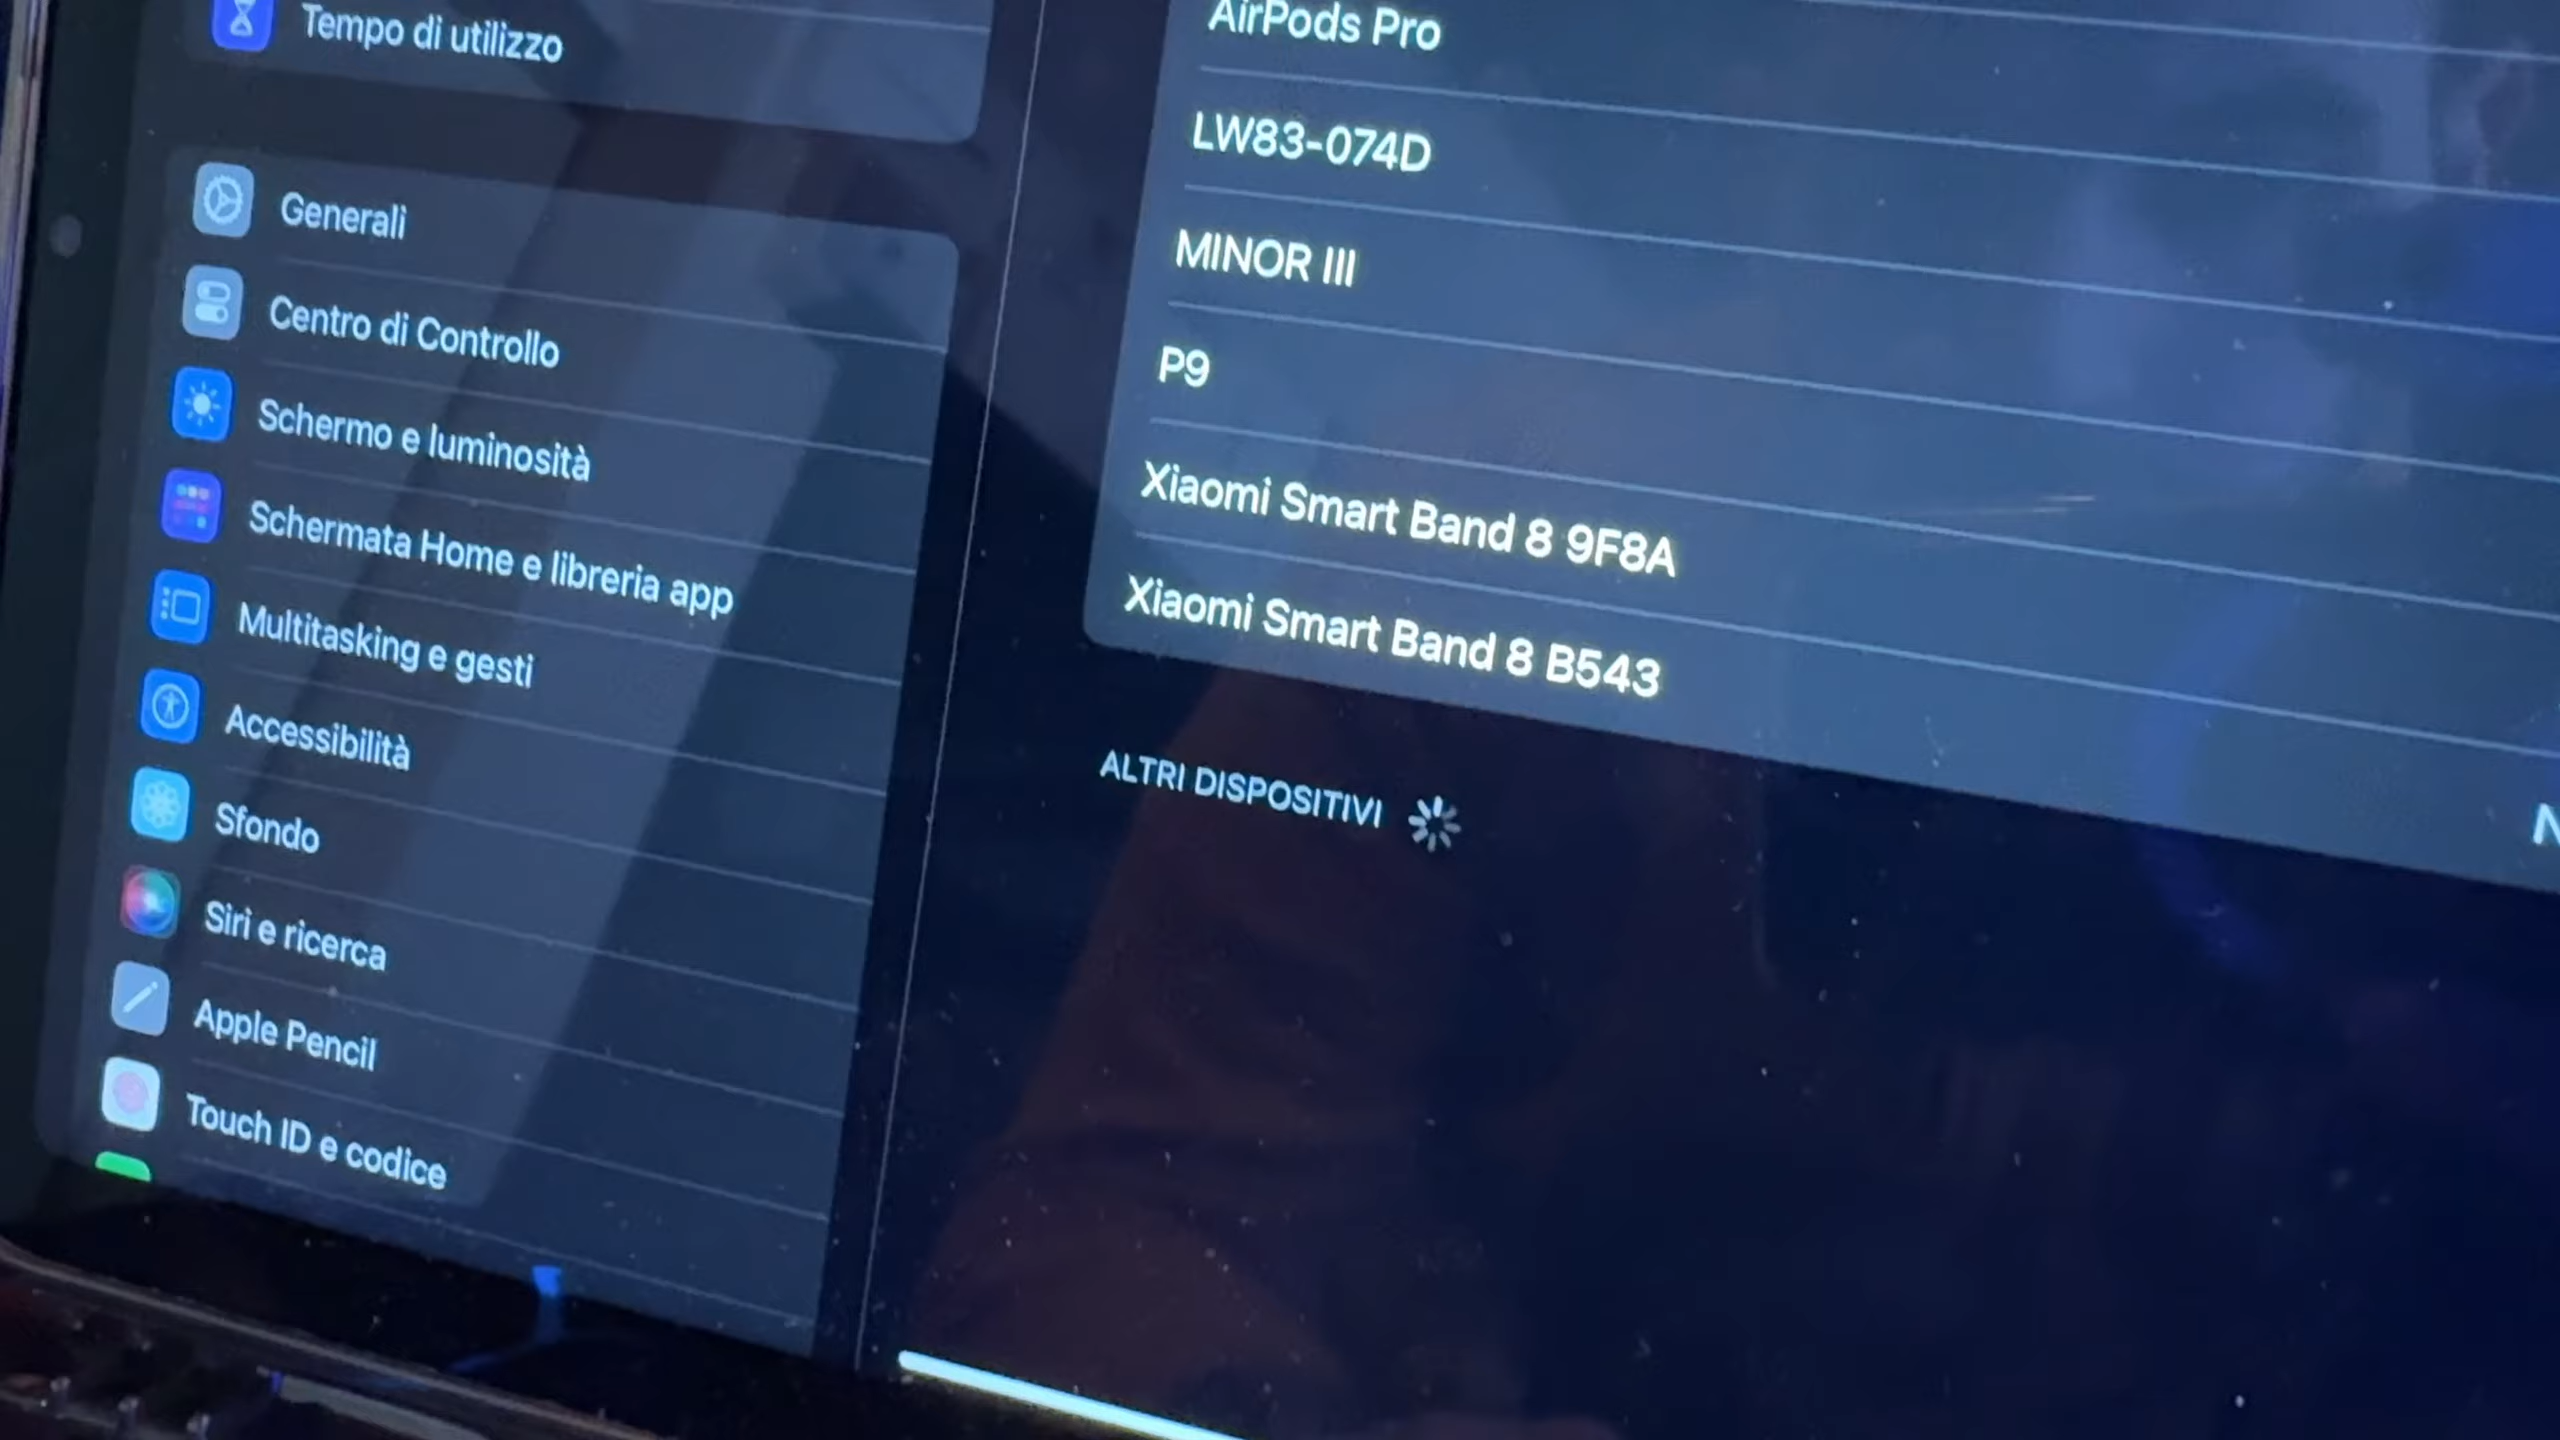 Tempo di utilizzo
Generali
Centro di Controllo
Schermo e luminosità
Schermata Home e libreria app
Multitasking e gesti
Accessibilità
Sfondo
Siri e ricerca
Apple Pencil
Touch ID e codice
AirPods Pro
LW83-074D
MINOR III
P9
Xiaomi Smart Band 8 9F8A
Xiaomi Smart Band 8 B543
ALTRI DISPOSITIVI